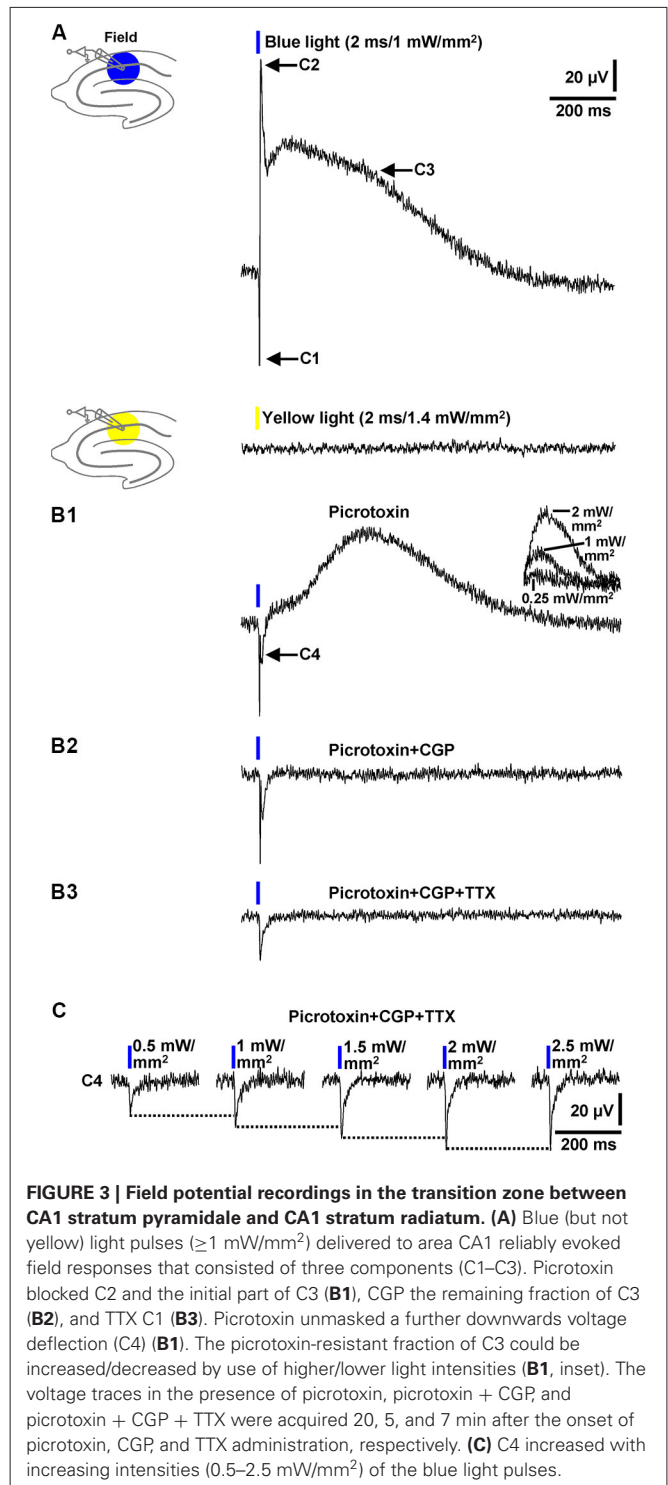 A
Field
Blue light (2 ms/1 mW/mm²)
C2
20 µV
200 ms
C3
C1
Yellow light (2 ms/1.4 mW/mm²)
B1
Picrotoxin
2 mW/
mm²
1 mW/
mm²
0.25 mW/mm²
C4
B2
Picrotoxin+CGP
B3
Picrotoxin+CGP+TTX
C
Picrotoxin+CGP+TTX
0.5 mW/
mm²
1 mW/
mm²
1.5 mW/
mm²
2 mW/
mm²
2.5 mW/
mm²
C4
20 µV
200 ms
FIGURE 3 | Field potential recordings in the transition zone between
CA1 stratum pyramidale and CA1 stratum radiatum. (A) Blue (but not
yellow) light pulses (≥1 mW/mm²) delivered to area CA1 reliably evoked
field responses that consisted of three components (C1–C3). Picrotoxin
blocked C2 and the initial part of C3 (B1), CGP the remaining fraction of C3
(B2), and TTX C1 (B3). Picrotoxin unmasked a further downwards voltage
deflection (C4) (B1). The picrotoxin-resistant fraction of C3 could be
increased/decreased by use of higher/lower light intensities (B1, inset). The
voltage traces in the presence of picrotoxin, picrotoxin + CGP, and
picrotoxin + CGP + TTX were acquired 20, 5, and 7 min after the onset of
picrotoxin, CGP, and TTX administration, respectively. (C) C4 increased with
increasing intensities (0.5–2.5 mW/mm²) of the blue light pulses.